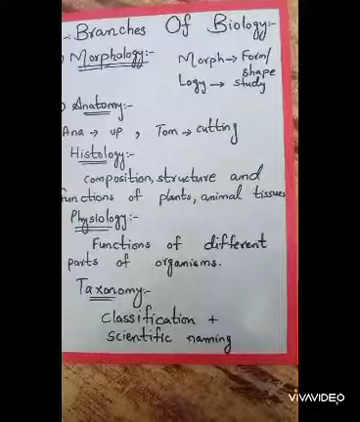 :- Branches Of Biology:-
Morphology:- Morph → Form/
shape
Logy → study
Anatomy:-
Ana → up , Tom → cutting
Histology:-
composition, structure and
functions of plants, animal tissues
Physiology:-
Functions of different
parts of organisms.
Taxonomy:-
Classification +
scientific naming
VIVAVIDEO